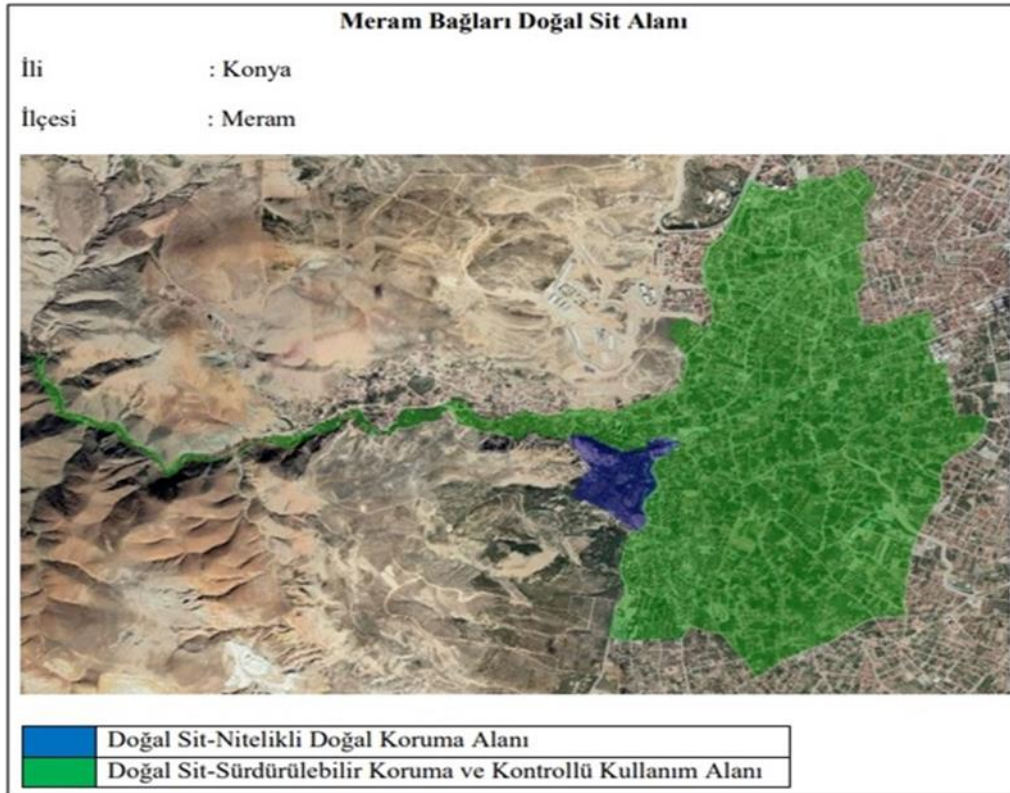 Meram Bağları Doğal Sit Alanı
İli : Konya
İlçesi : Meram
Doğal Sit-Nitelikli Doğal Koruma Alanı
Doğal Sit-Sürdürülebilir Koruma ve Kontrollü Kullanım Alanı